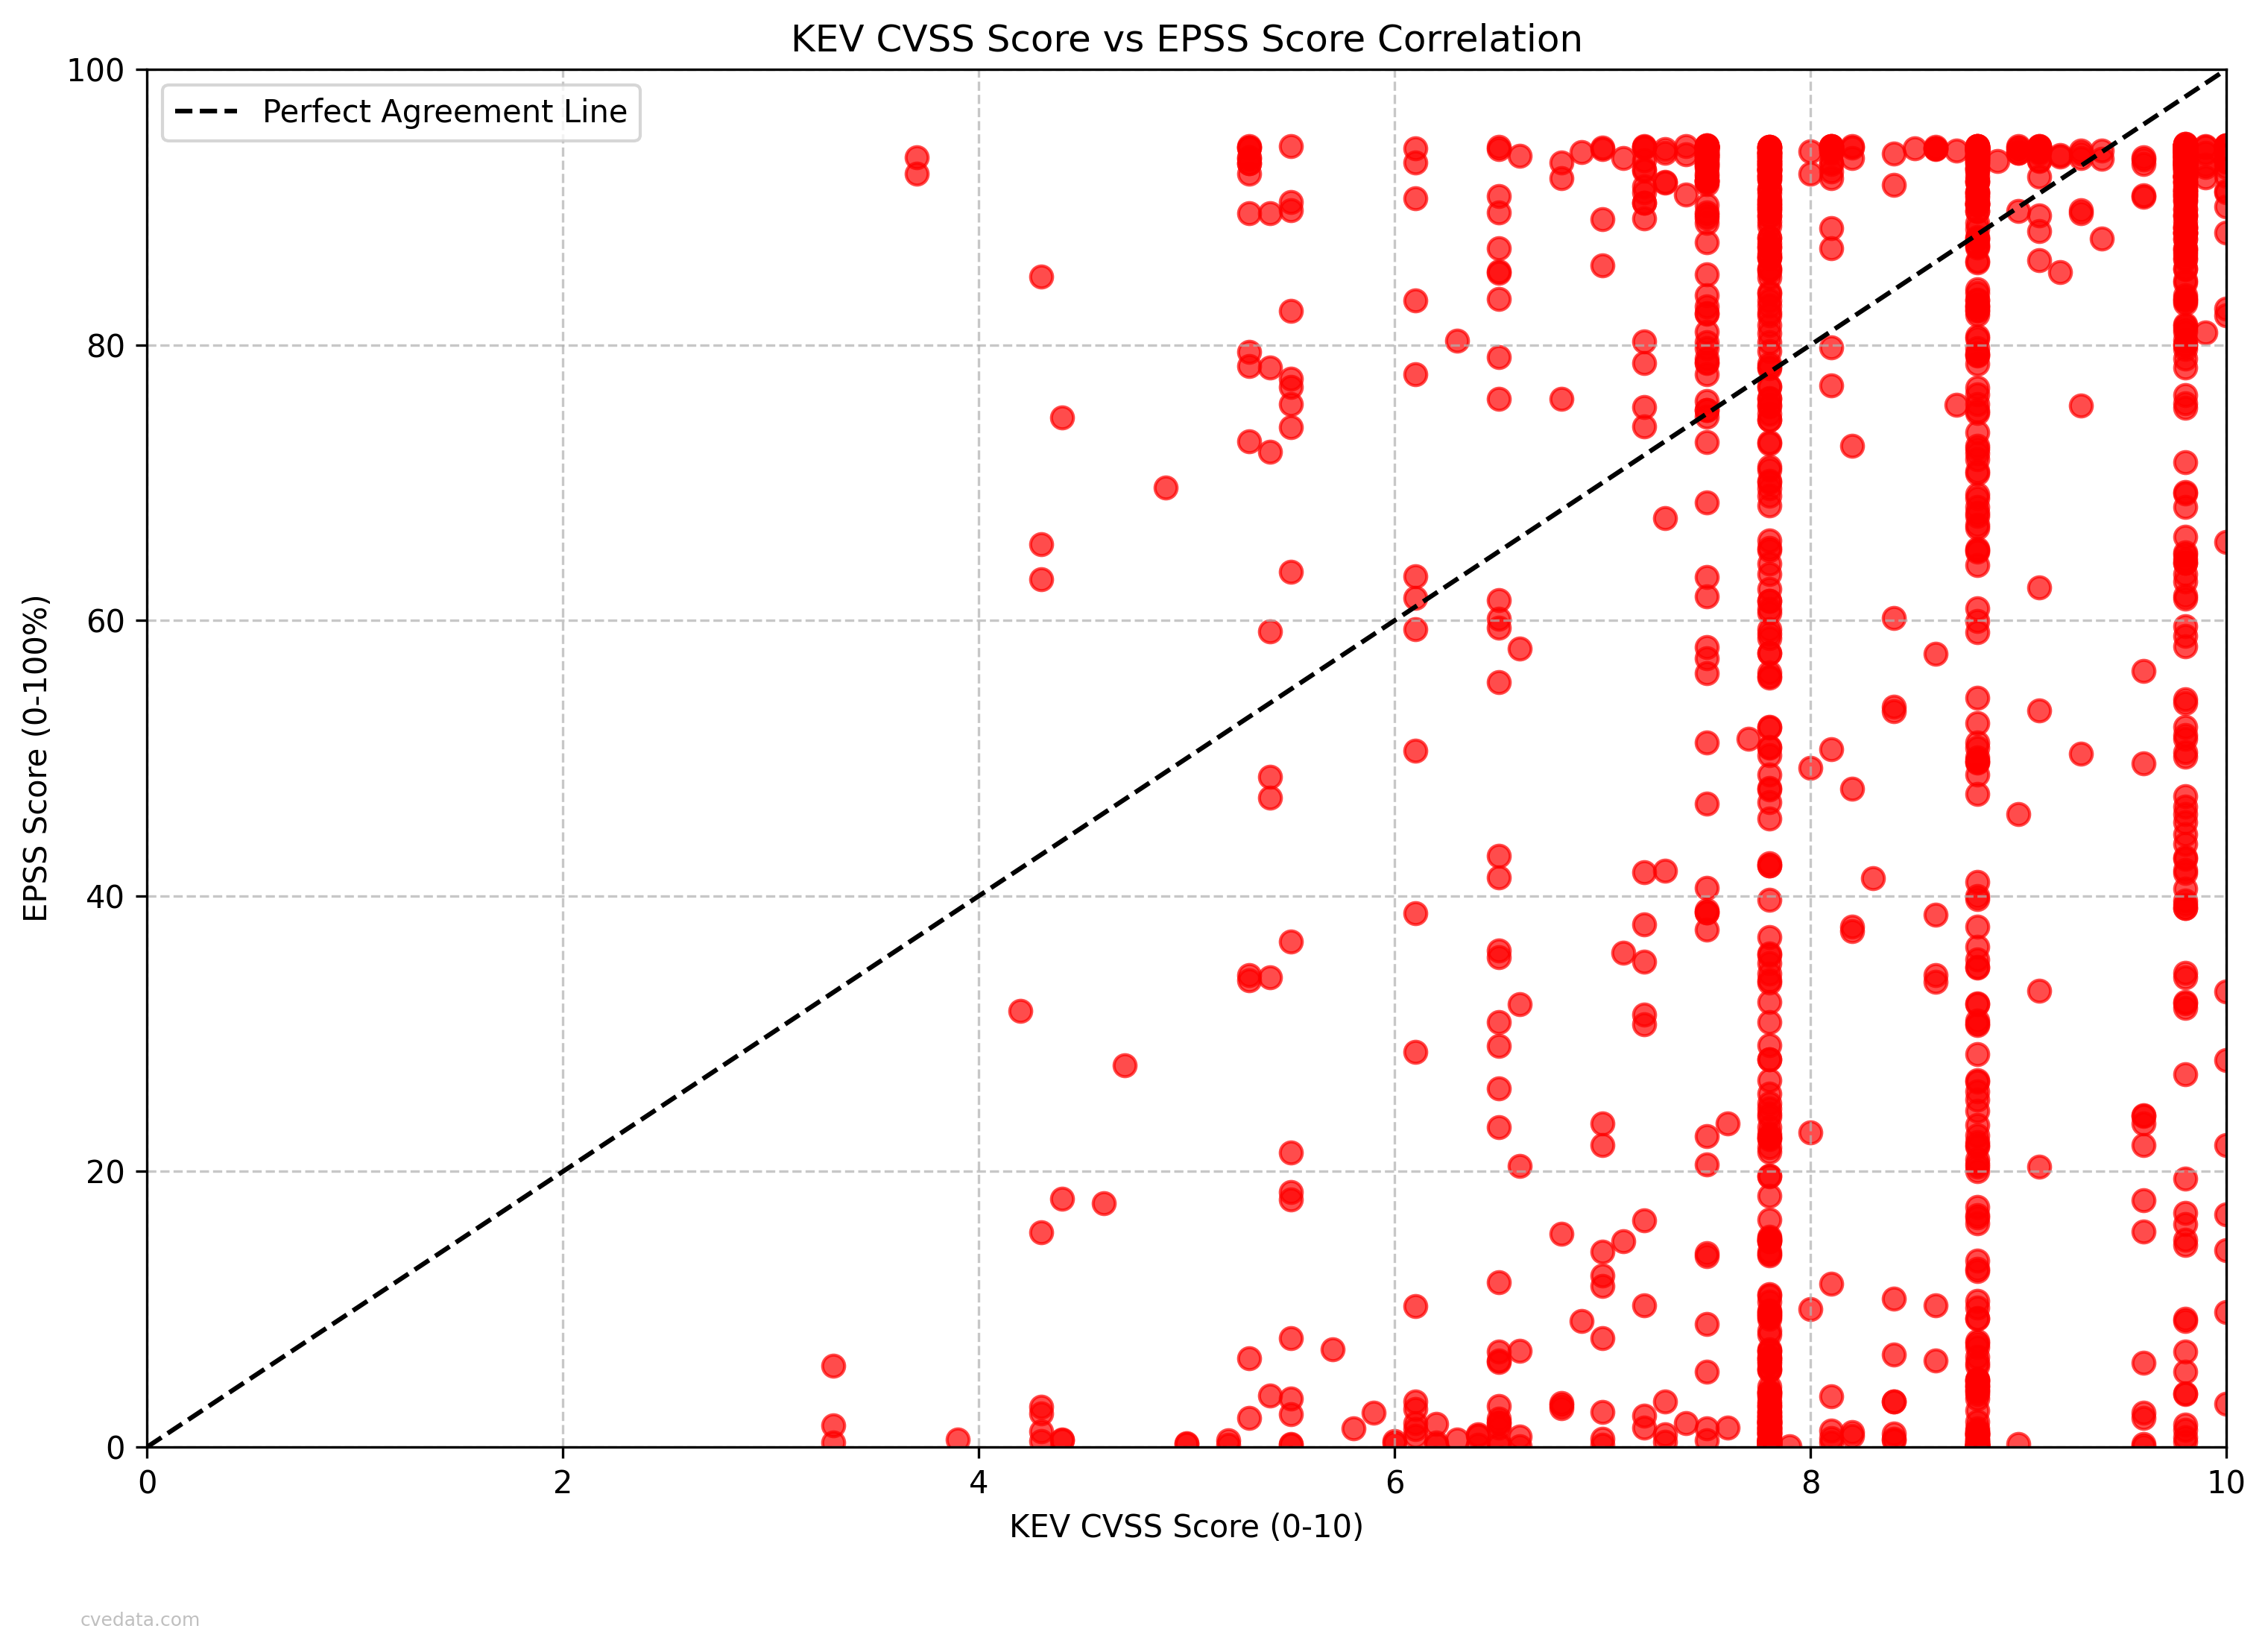 KEV CVSS Score vs EPSS Score Correlation
Perfect Agreement Line
EPSS Score (0-100%)
100
80
60
40
20
0
0 2 4 6 8 10
KEV CVSS Score (0-10)
cvedata.com